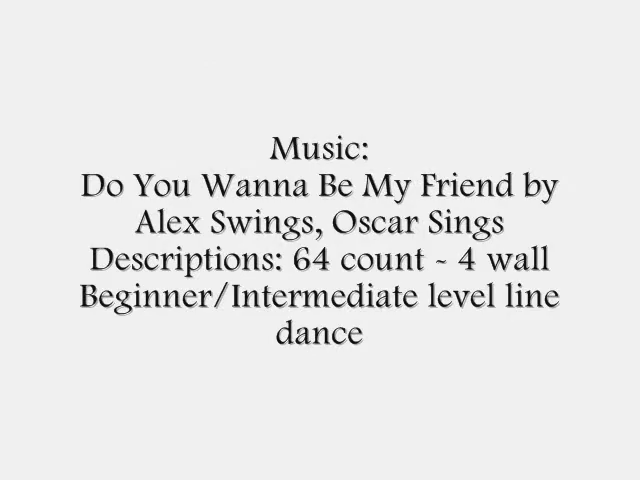 Music:
Do You Wanna Be My Friend by
Alex Swings, Oscar Sings
Descriptions: 64 count - 4 wall
Beginner/Intermediate level line
dance